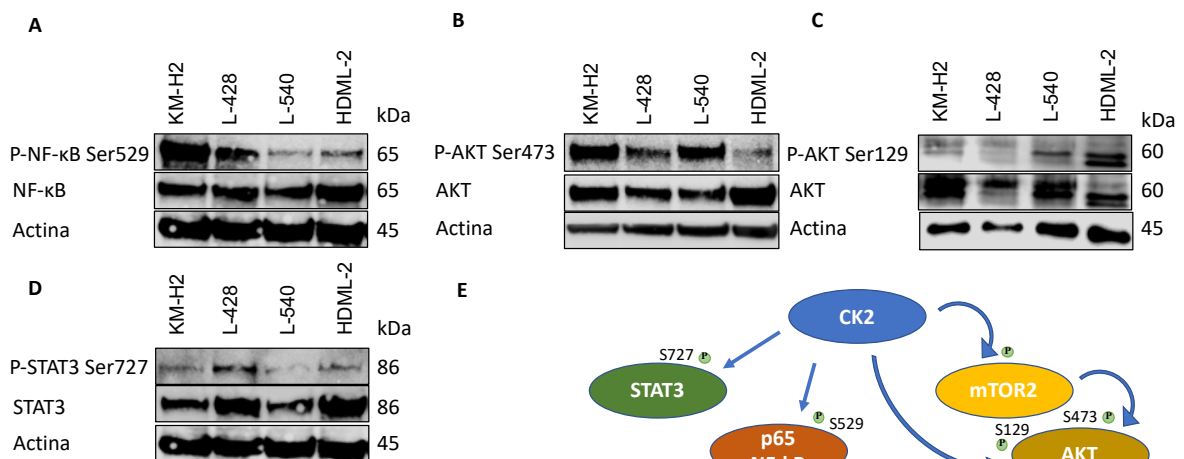 A
KM-H2 L-428 L-540 HDML-2
kDa
P-NF-κB Ser529 65
NF-κB 65
Actina 45
B
KM-H2 L-428 L-540 HDML-2
P-AKT Ser473
AKT
Actina
C
KM-H2 L-428 L-540 HDML-2
kDa
P-AKT Ser129 60
AKT 60
Actina 45
D
KM-H2 L-428 L-540 HDML-2
kDa
P-STAT3 Ser727 86
STAT3 86
Actina 45
E
CK2
S727 P
STAT3
P
mTOR2
P S529
p65
S473 P
S129
P
AKT